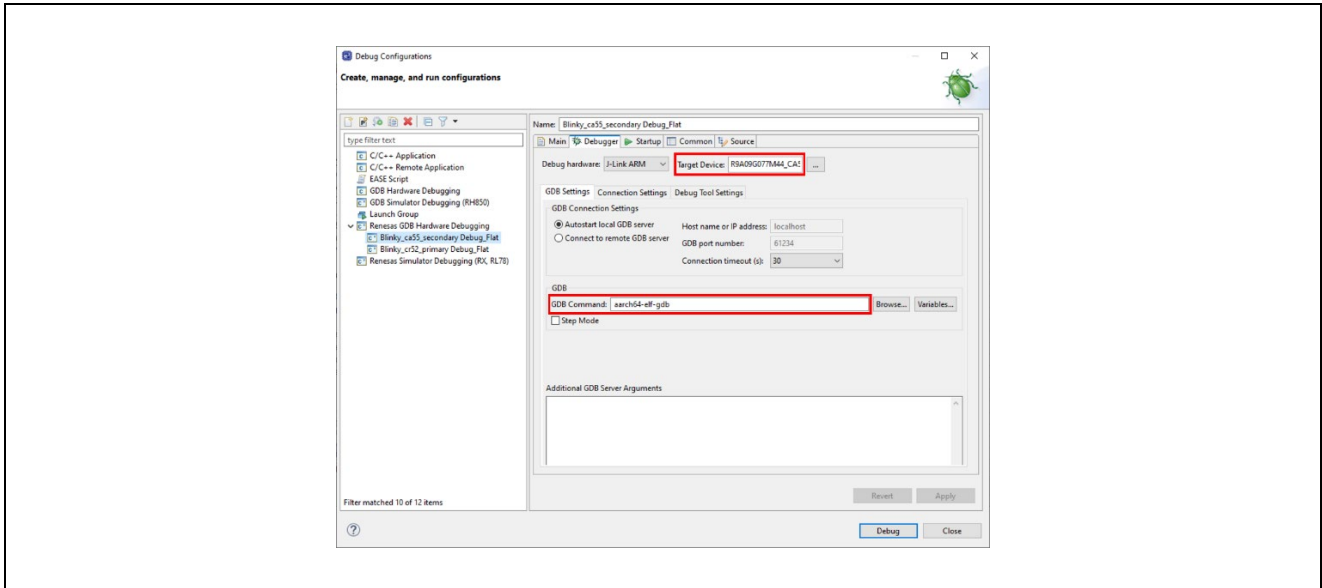 Debug Configurations
Create, manage, and run configurations
type filter text
C/C++ Application
C/C++ Remote Application
EASE Script
GDB Hardware Debugging
GDB Simulator Debugging (RH850)
Launch Group
Renesas GDB Hardware Debugging
Blinky_ca55_secondary Debug_Flat
Blinky_cr52_primary Debug_Flat
Renesas Simulator Debugging (RX, RL78)
Filter matched 10 of 12 items
Name: Blinky_ca55_secondary Debug_Flat
Main Debugger Startup Common Source
Debug hardware: J-Link ARM Target Device: R9A09G077M44_CA5 ...
GDB Settings Connection Settings Debug Tool Settings
GDB Connection Settings
Autostart local GDB server Host name or IP address: localhost
Connect to remote GDB server GDB port number: 61234
Connection timeout (s): 30
GDB
GDB Command: aarch64-elf-gdb Browse... Variables...
Step Mode
Additional GDB Server Arguments
Revert Apply
Debug Close